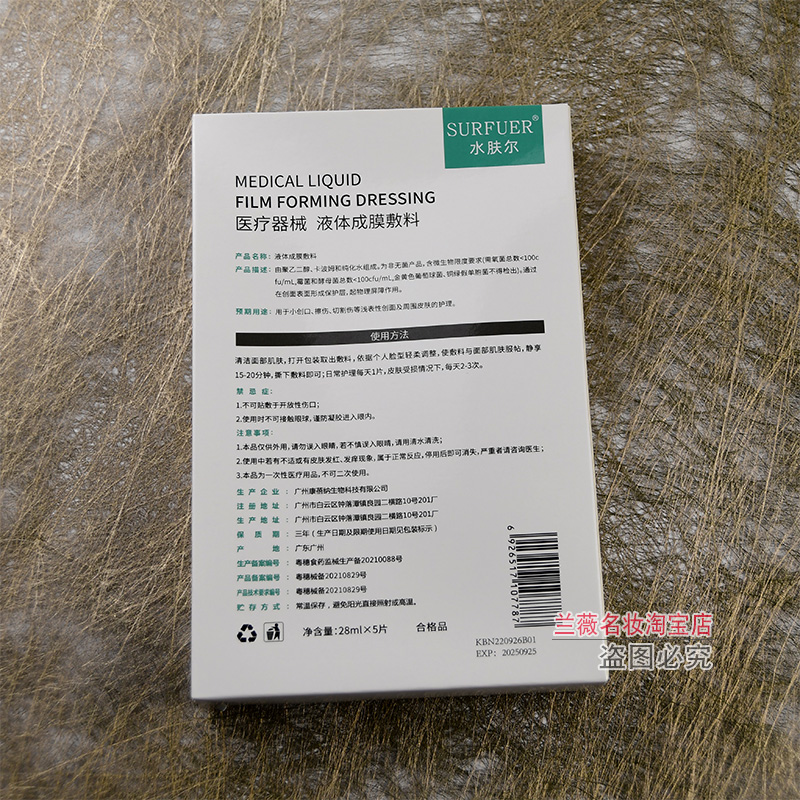 SURFUER®
水肤尔
MEDICAL LIQUID
FILM FORMING DRESSING
医疗器械 液体成膜敷料
产品名称：液体成膜敷料
产品描述：由聚乙二醇、卡波姆和纯化水组成。为非无菌产品，含微生物限度要求(需氧菌总数<100c
fu/mL,霉菌和酵母菌总数<100cfu/mL,金黄色葡萄球菌、铜绿假单胞菌不得检出)。通过
在创面表面形成保护层，起物理屏障作用。
预期用途：用于小创口、擦伤、切割伤等浅表性创面及周围皮肤的护理。
使用方法
清洁面部肌肤，打开包装取出敷料，依据个人脸型轻柔调整，使敷料与面部肌肤服帖，静享
15-20分钟，撕下敷料即可；日常护理每天1片，皮肤受损情况下，每天2-3次。
禁忌症：
1.不可贴敷于开放性伤口；
2.使用时不可接触眼球，谨防凝胶进入眼内。
注意事项：
1.本品仅供外用，请勿误入眼睛，若不慎误入眼睛，请用清水清洗；
2.使用中若有不适或有皮肤发红、发痒现象，属于正常反应，停用后即可消失，严重者请咨询医生；
3.本品为一次性医疗用品，不可二次使用。
生产企业：广州康蓓纳生物科技有限公司
注册地址：广州市白云区钟落潭镇良园二横路10号201厂
生产地址：广州市白云区钟落潭镇良园二横路10号201厂
保质期：三年（生产日期及限期使用日期见包装标示）
产地：广东广州
生产备案编号：粤穗食药监械生产备20210088号
产品备案编号：粤穗械备20210829号
产品技术要求编号：粤穗械备20210829号
贮存方式：常温保存，避免阳光直接照射或高温。
净含量：28ml×5片 合格品
6926517107787
KBN220926B01
EXP：20250925
兰薇名妆淘宝店
盗图必究